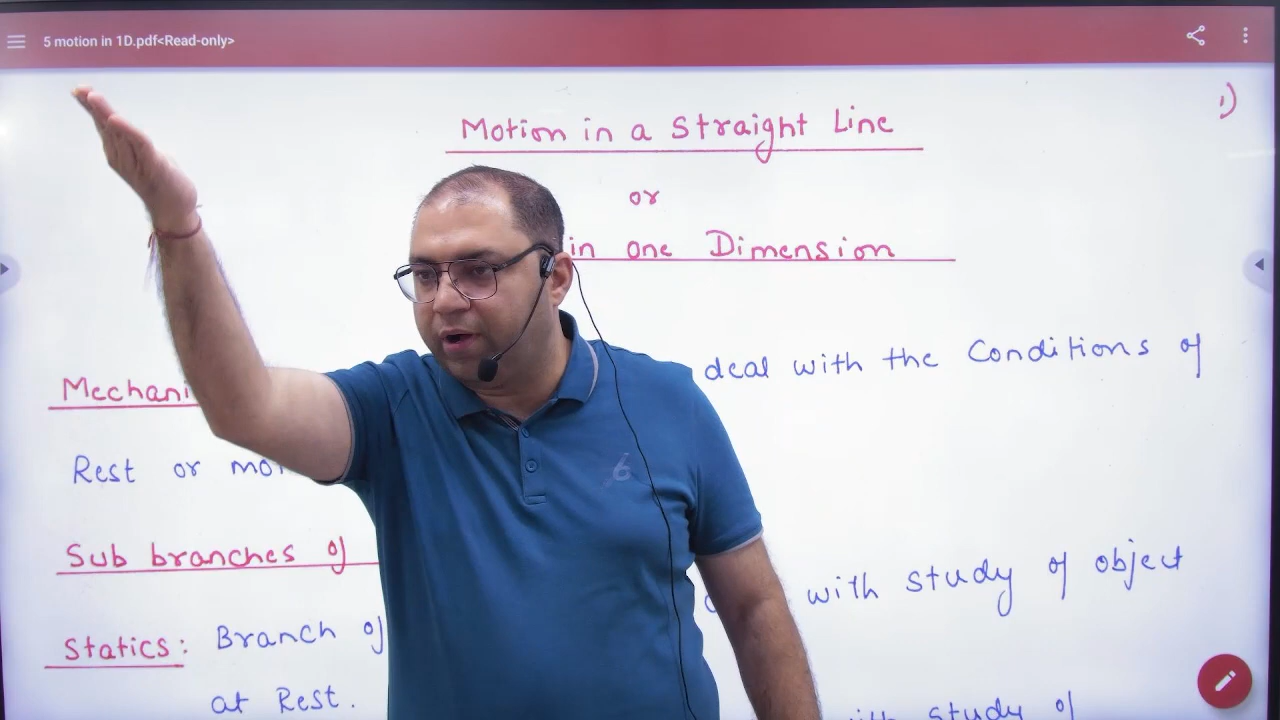 5 motion in 1D.pdf<Read-only>
1)
Motion in a Straight Line
or
in one Dimension
Mechani deal with the Conditions of
Rest or mo
Sub branches of
Statics: Branch of with study of object
at Rest. with study of